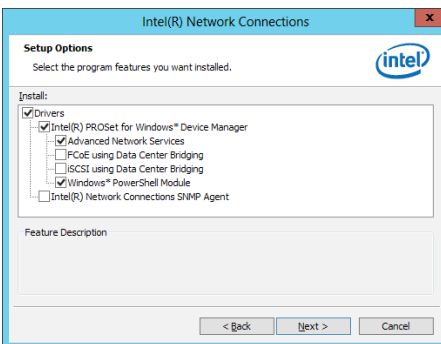 Intel(R) Network Connections
x
Setup Options
Select the program features you want installed.
intel
Install:
Drivers
Intel(R) PROSet for Windows* Device Manager
Advanced Network Services
FCoE using Data Center Bridging
iSCSI using Data Center Bridging
Windows* PowerShell Module
Intel(R) Network Connections SNMP Agent
Feature Description
< Back Next > Cancel